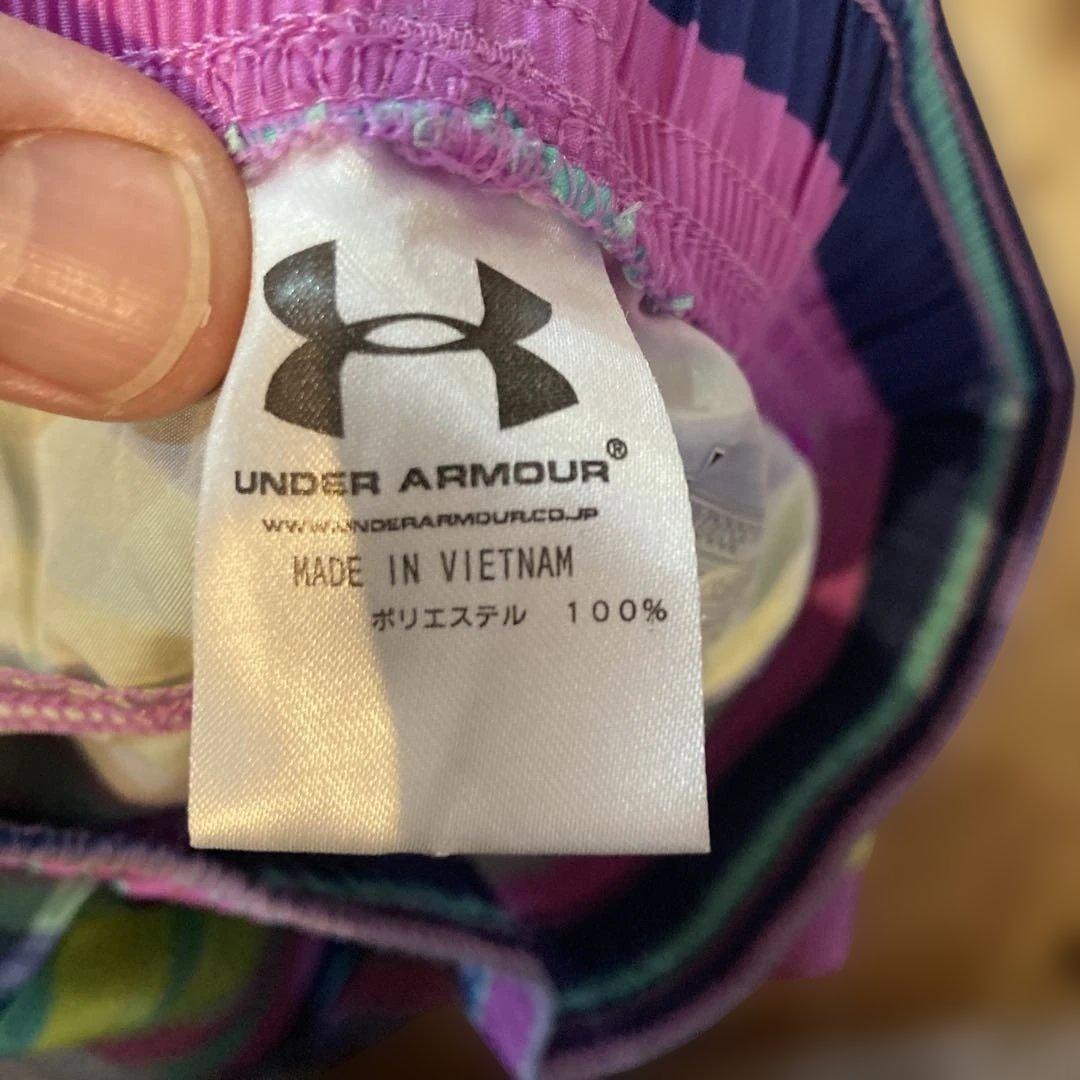 UNDER ARMOUR®
WWW.UNDERARMOUR.CO.JP
MADE IN VIETNAM
ポリエステル 100%